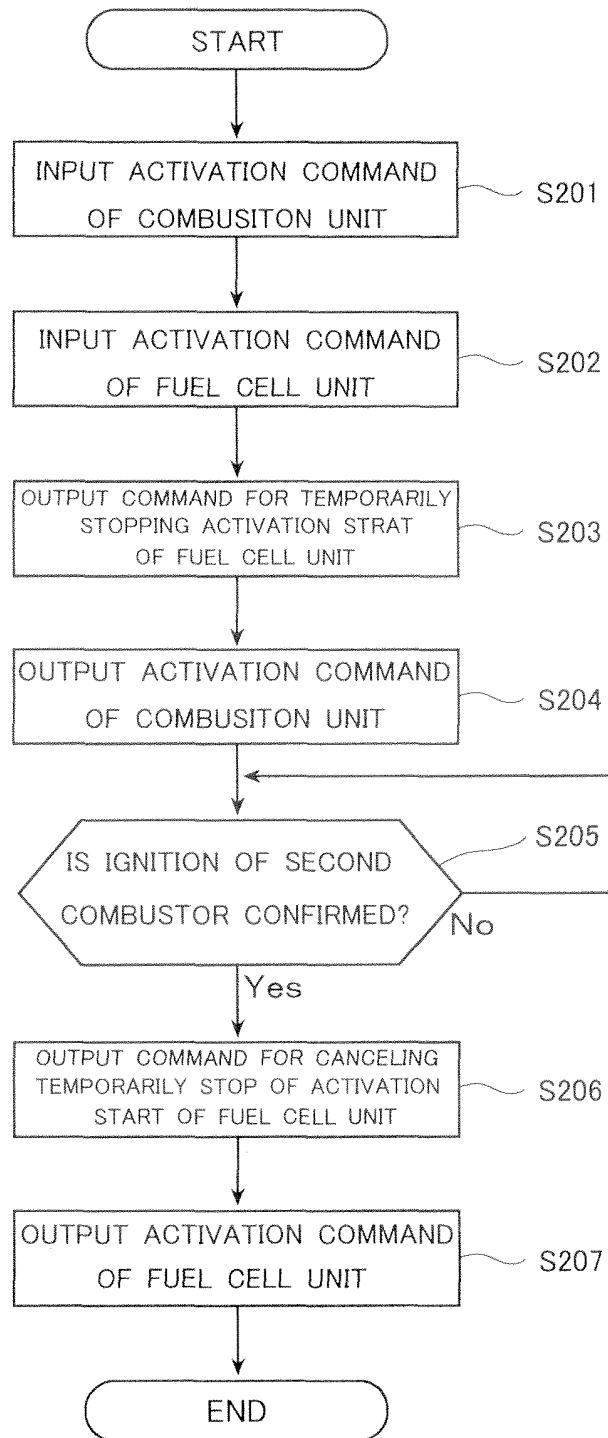 START
INPUT ACTIVATION COMMAND
OF COMBUSITON UNIT
S201
INPUT ACTIVATION COMMAND
OF FUEL CELL UNIT
S202
OUTPUT COMMAND FOR TEMPORARILY
STOPPING ACTIVATION STRAT
OF FUEL CELL UNIT
S203
OUTPUT ACTIVATION COMMAND
OF COMBUSITON UNIT
S204
IS IGNITION OF SECOND
COMBUSTOR CONFIRMED?
S205
No
Yes
OUTPUT COMMAND FOR CANCELING
TEMPORARILY STOP OF ACTIVATION
START OF FUEL CELL UNIT
S206
OUTPUT ACTIVATION COMMAND
OF FUEL CELL UNIT
S207
END